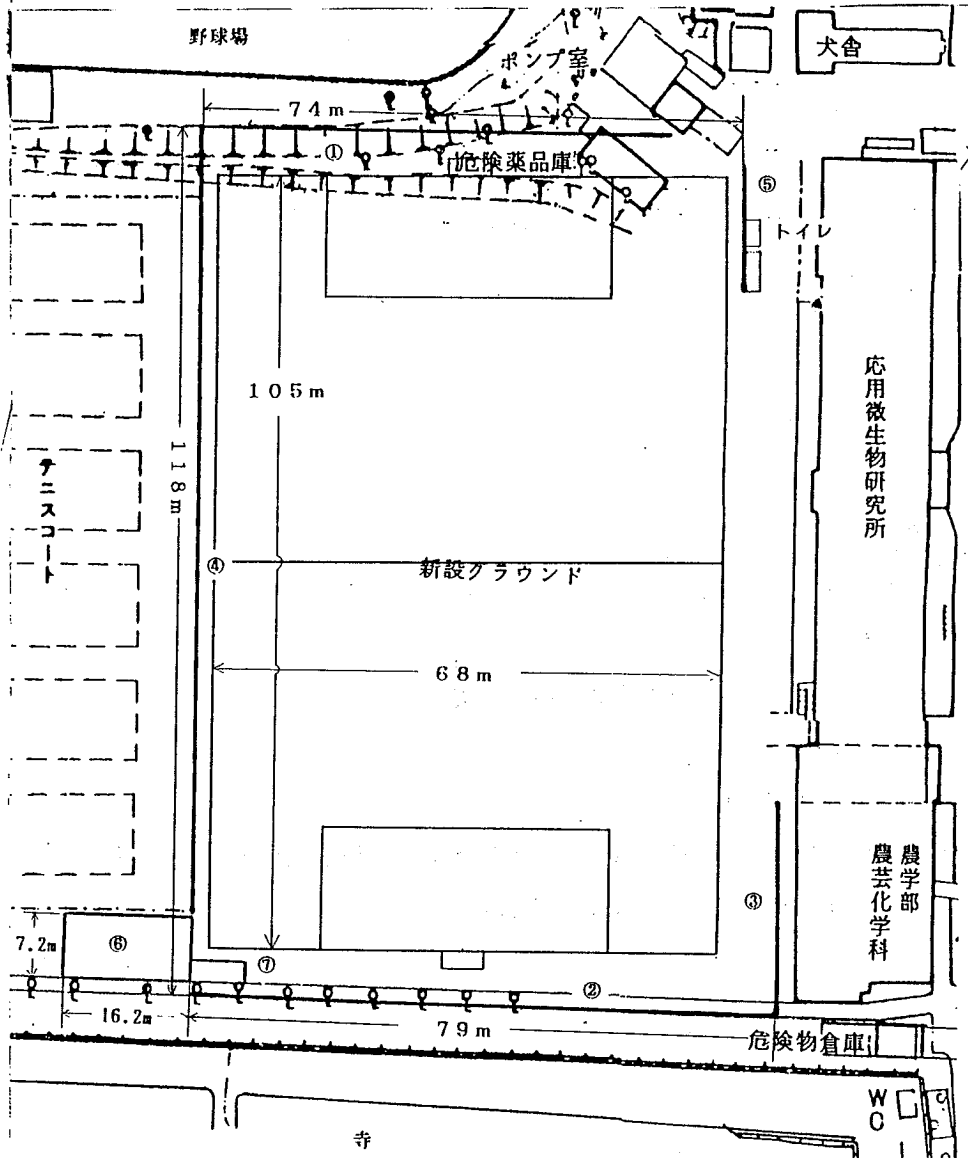 野球場
ポンプ室
犬舎
74m
①
危険薬品庫
⑤
トイレ
105m
118m
応用微生物研究所
テニスコート
④
新設グラウンド
68m
農学部
農芸化学科
③
7.2m
⑥
⑦
②
16.2m
79m
危険物倉庫
WC
寺